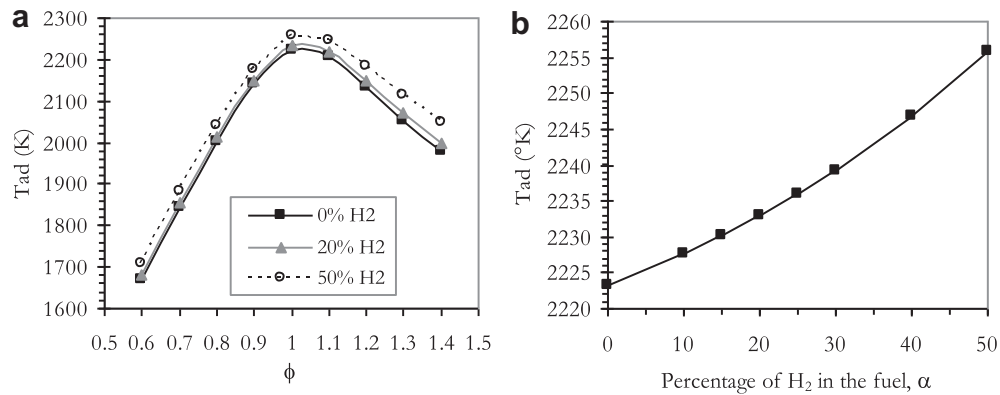 a
2300
2200
2100
2000
1900
1800
1700
1600
Tad (K)
0% H2
20% H2
50% H2
0.5 0.6 0.7 0.8 0.9 1 1.1 1.2 1.3 1.4 1.5
ϕ
b
2260
2255
2250
2245
2240
2235
2230
2225
2220
Tad (°K)
0 10 20 30 40 50
Percentage of H₂ in the fuel, α